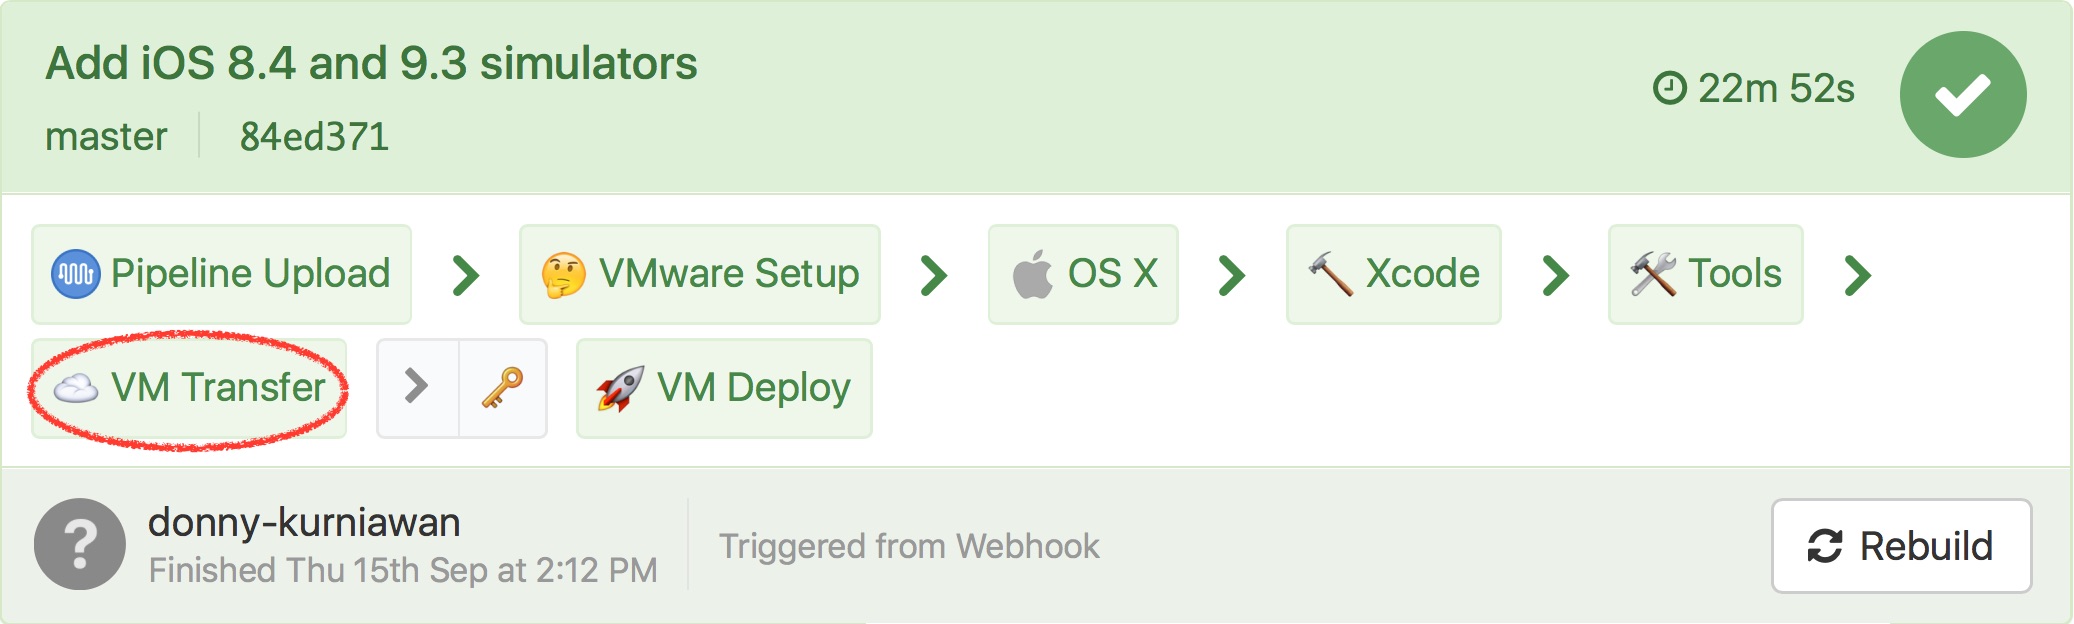 Add iOS 8.4 and 9.3 simulators
22m 52s
master 84ed371
Pipeline Upload VMware Setup OS X Xcode Tools
VM Transfer VM Deploy
donny-kurniawan
Finished Thu 15th Sep at 2:12 PM
Triggered from Webhook
Rebuild